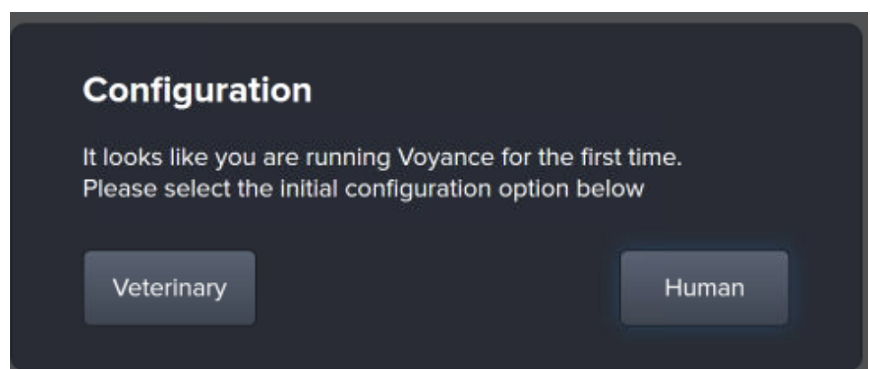 Configuration
It looks like you are running Voyance for the first time.
Please select the initial configuration option below
Veterinary
Human